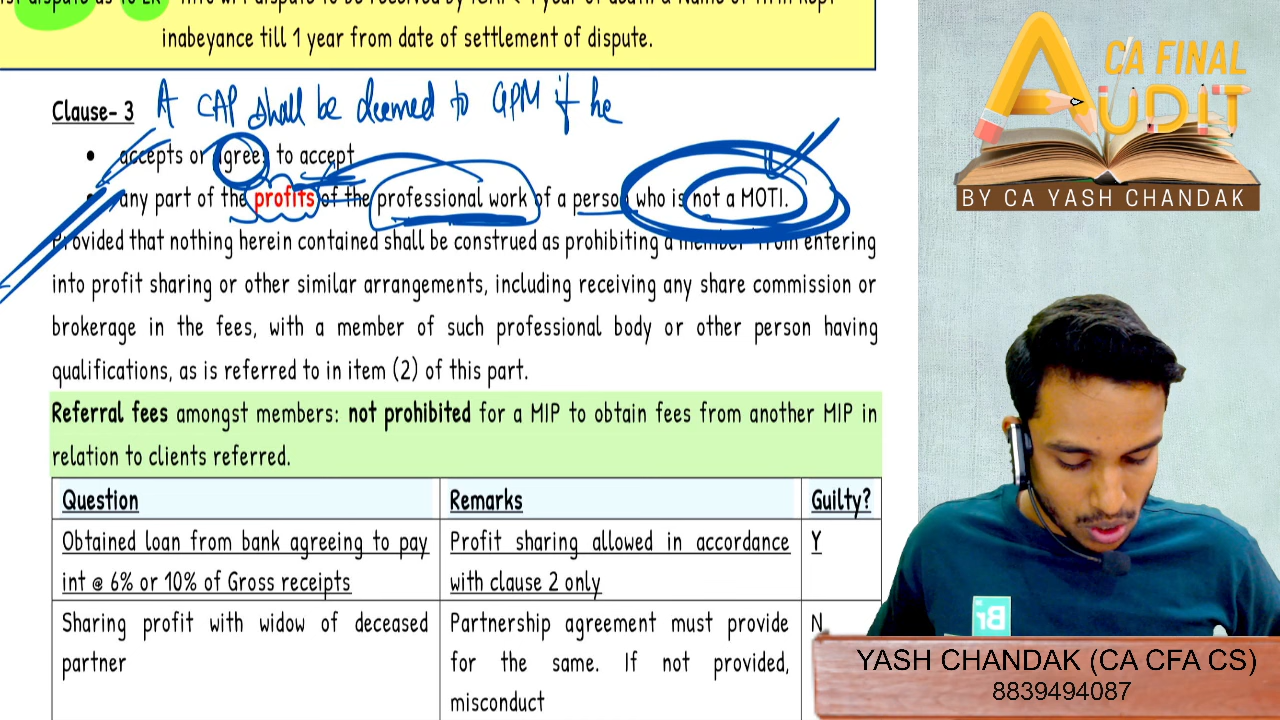 inabeyance till 1 year from date of settlement of dispute.
Clause- 3 A CAP shall be deemed to GPM if he
• accepts or agrees to accept
• any part of the profits of the professional work of a person who is not a MOTI.
Provided that nothing herein contained shall be construed as prohibiting a member from entering
into profit sharing or other similar arrangements, including receiving any share commission or
brokerage in the fees, with a member of such professional body or other person having
qualifications, as is referred to in item (2) of this part.
Referral fees amongst members: not prohibited for a MIP to obtain fees from another MIP in
relation to clients referred.
Question Remarks Guilty?
Obtained loan from bank agreeing to pay
int @ 6% or 10% of Gross receipts
Profit sharing allowed in accordance
with clause 2 only
Y
Sharing profit with widow of deceased
partner
Partnership agreement must provide
for the same. If not provided,
misconduct
N
CA FINAL
AUDIT
BY CA YASH CHANDAK
YASH CHANDAK (CA CFA CS)
8839494087